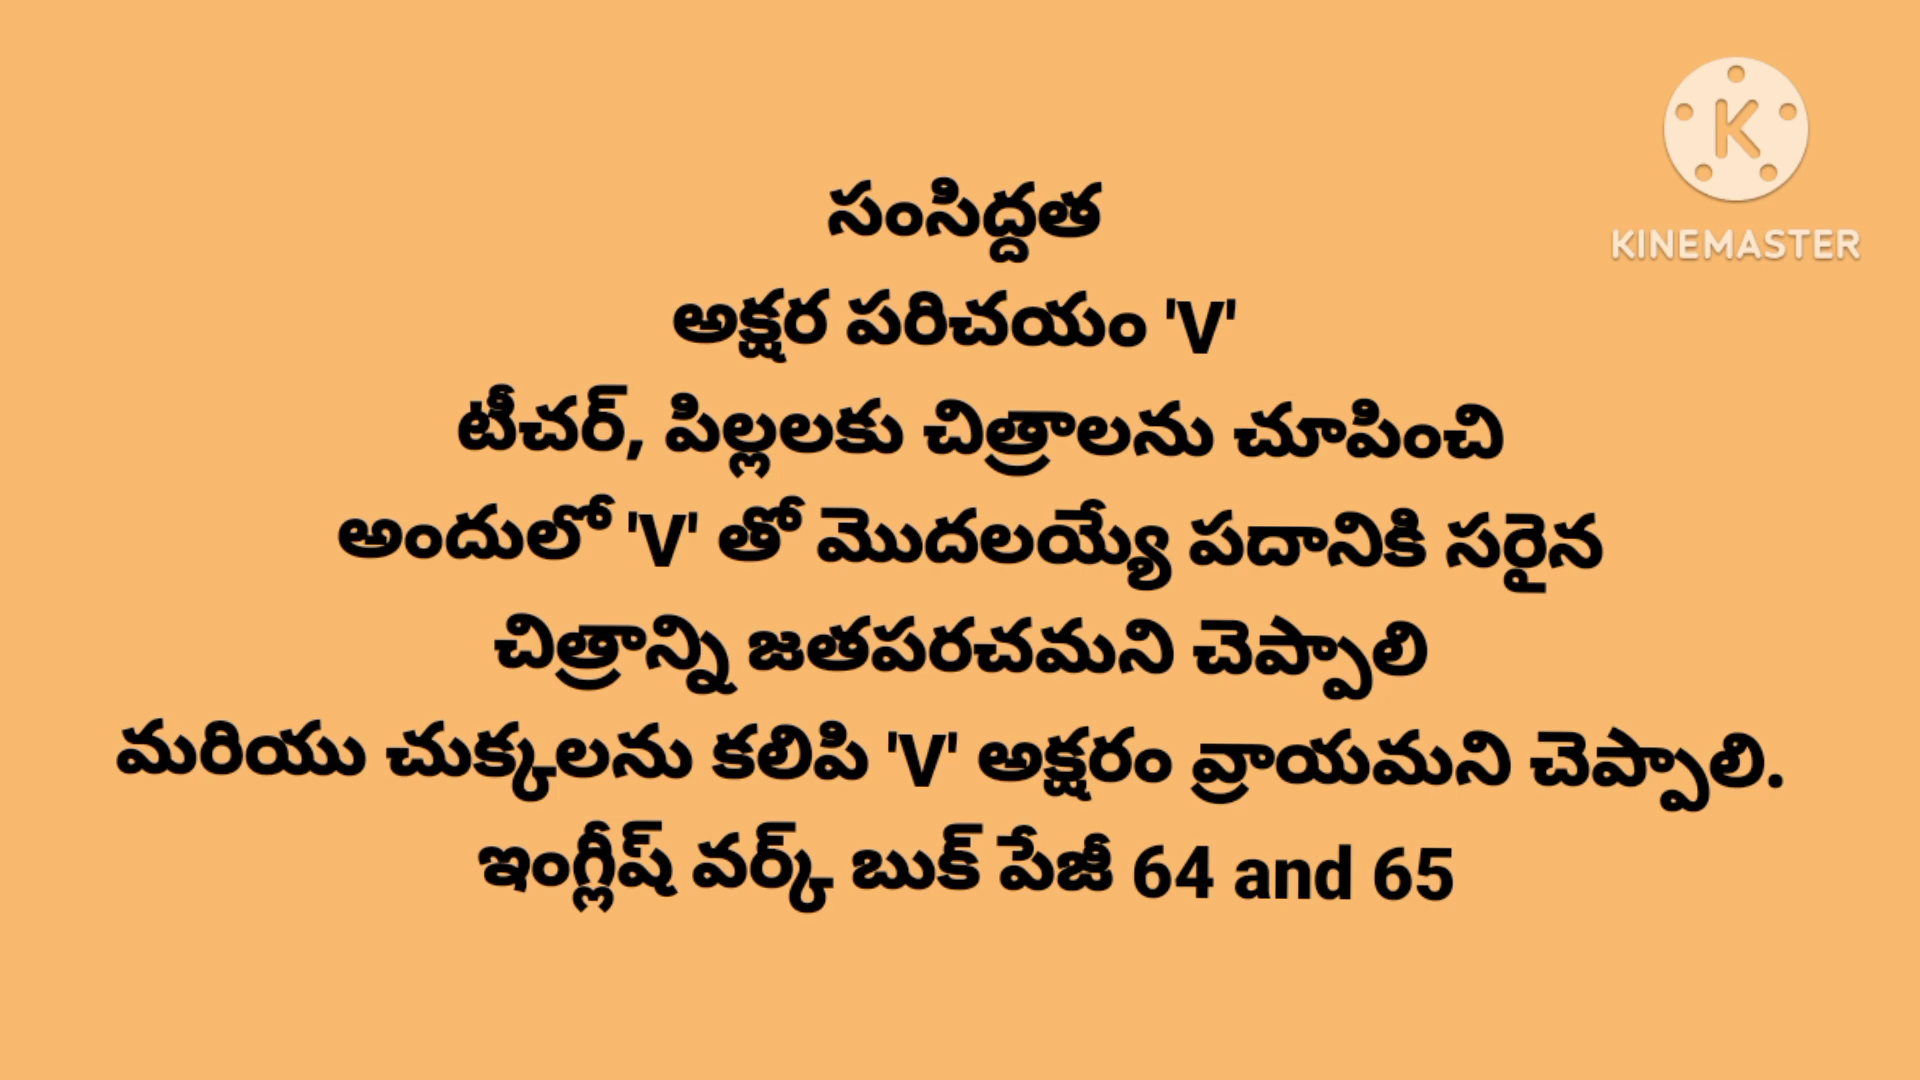 K
KINEMASTER
సంసిద్దత
అక్షర పరిచయం 'V'
టీచర్, పిల్లలకు చిత్రాలను చూపించి
అందులో 'V' తో మొదలయ్యే పదానికి సరైన
చిత్రాన్ని జతపరచమని చెప్పాలి
మరియు చుక్కలను కలిపి 'V' అక్షరం వ్రాయమని చెప్పాలి.
ఇంగ్లీష్ వర్క్ బుక్ పేజీ 64 and 65